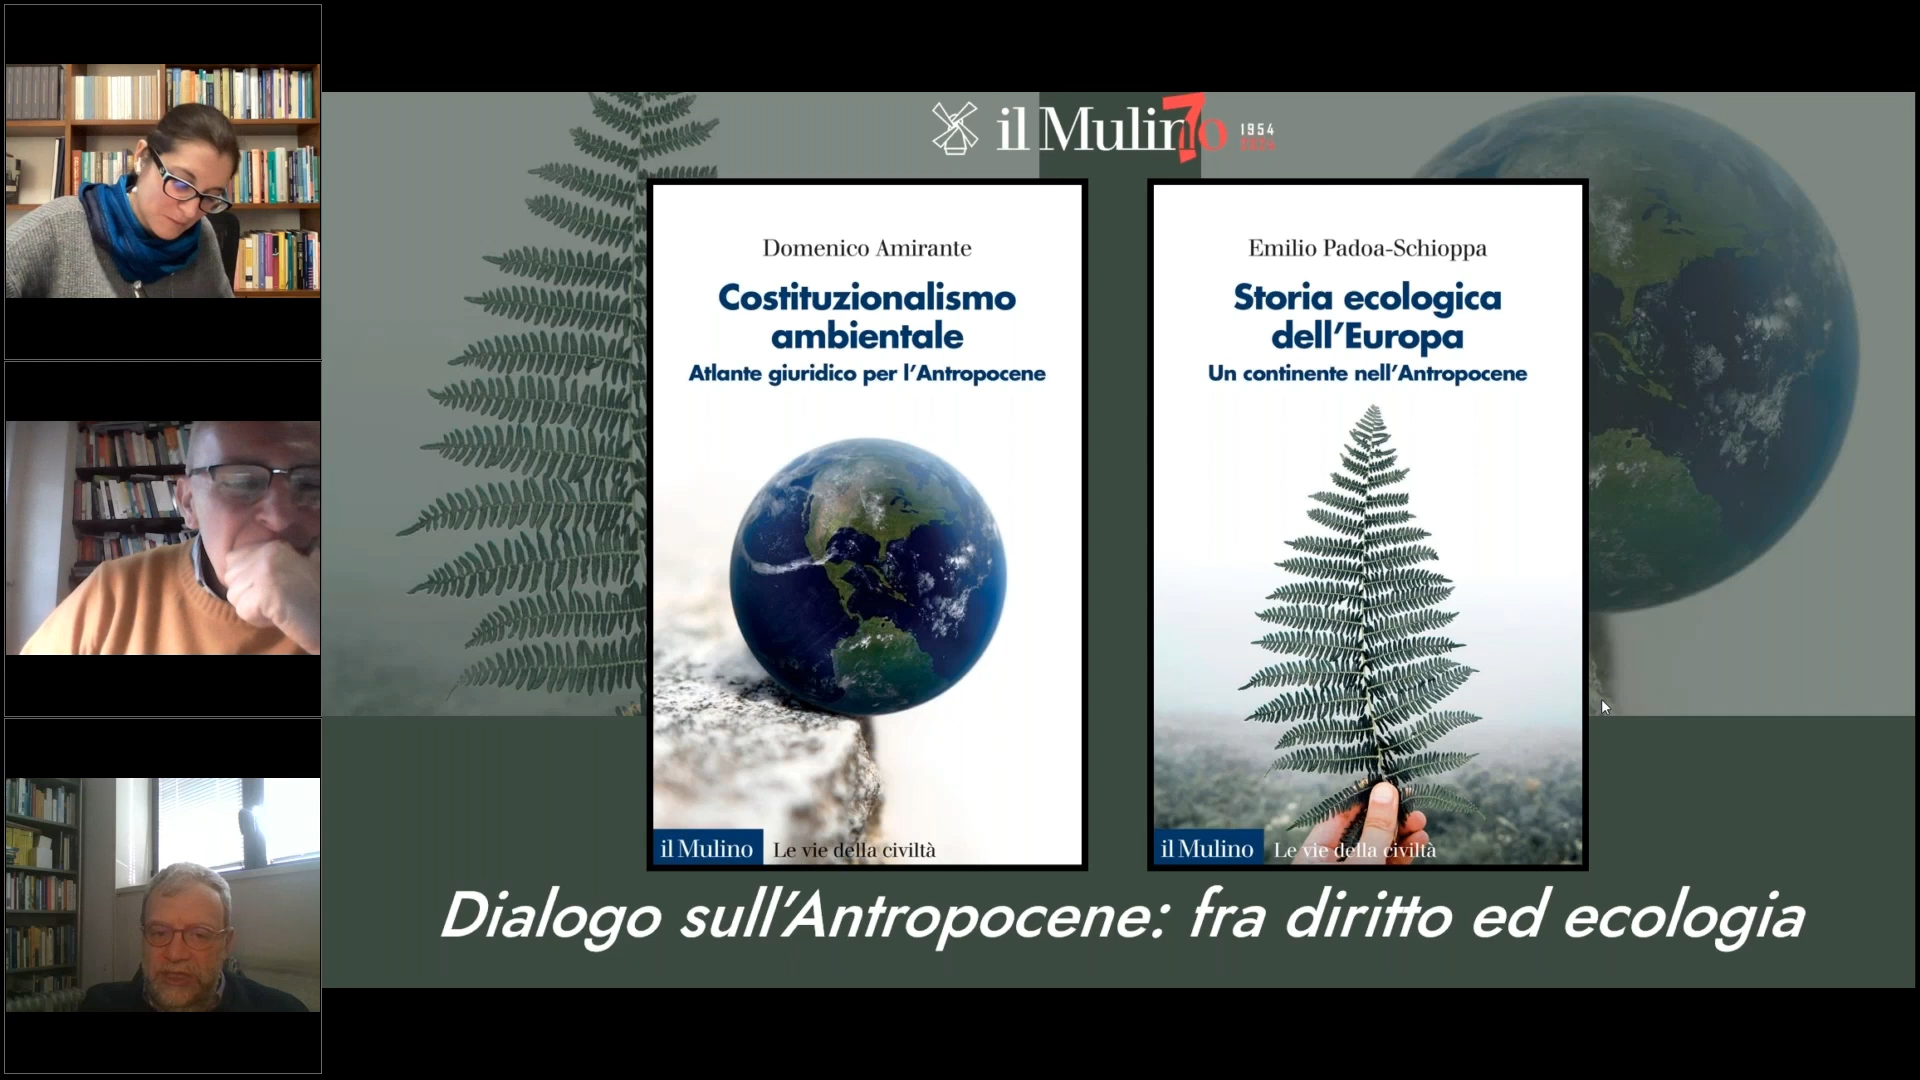 il Mulino
70
1954
2024
Domenico Amirante
Costituzionalismo
ambientale
Atlante giuridico per l'Antropocene
il Mulino
Le vie della civiltà
Emilio Padoa-Schioppa
Storia ecologica
dell'Europa
Un continente nell'Antropocene
il Mulino
Le vie della civiltà
Dialogo sull'Antropocene: fra diritto ed ecologia